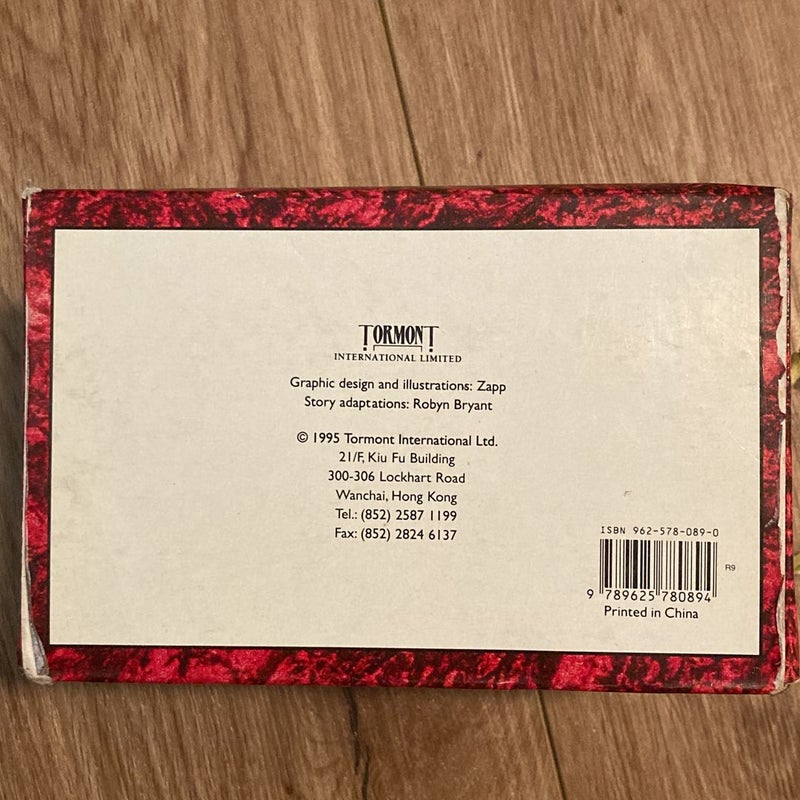 TORMONT
INTERNATIONAL LIMITED
Graphic design and illustrations: Zapp
Story adaptations: Robyn Bryant
© 1995 Tormont International Ltd.
21/F, Kiu Fu Building
300-306 Lockhart Road
Wanchai, Hong Kong
Tel.: (852) 2587 1199
Fax: (852) 2824 6137
ISBN 962-578-089-0
R9
9 789625 780894
Printed in China